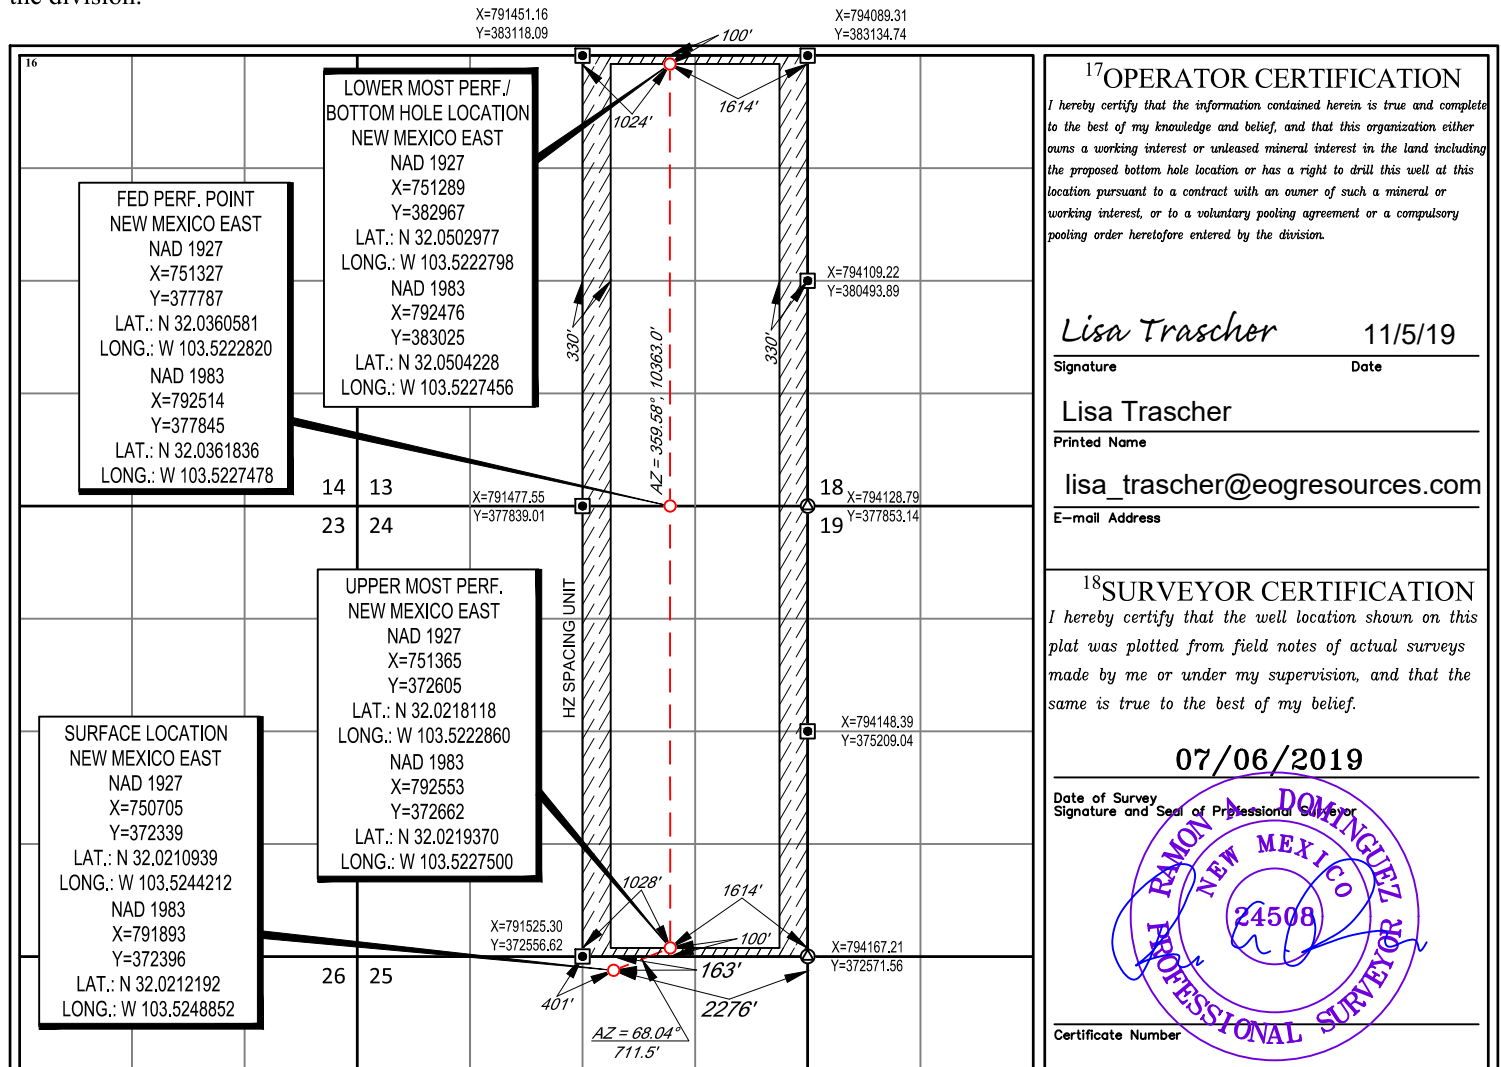 the division.
X=791451.16
Y=383118.09
X=794089.31
Y=383134.74
100'
16
LOWER MOST PERF./
BOTTOM HOLE LOCATION
NEW MEXICO EAST
NAD 1927
X=751289
Y=382967
LAT.: N 32.0502977
LONG.: W 103.5222798
NAD 1983
X=792476
Y=383025
LAT.: N 32.0504228
LONG.: W 103.5227456
1024'
1614'
FED PERF. POINT
NEW MEXICO EAST
NAD 1927
X=751327
Y=377787
LAT.: N 32.0360581
LONG.: W 103.5222820
NAD 1983
X=792514
Y=377845
LAT.: N 32.0361836
LONG.: W 103.5227478
X=794109.22
Y=380493.89
330'
330'
AZ = 359.58°, 10363.0'
14 13
23 24
X=791477.55
Y=377839.01
18
19
X=794128.79
Y=377853.14
UPPER MOST PERF.
NEW MEXICO EAST
NAD 1927
X=751365
Y=372605
LAT.: N 32.0218118
LONG.: W 103.5222860
NAD 1983
X=792553
Y=372662
LAT.: N 32.0219370
LONG.: W 103.5227500
HZ SPACING UNIT
X=794148.39
Y=375209.04
SURFACE LOCATION
NEW MEXICO EAST
NAD 1927
X=750705
Y=372339
LAT.: N 32.0210939
LONG.: W 103.5244212
NAD 1983
X=791893
Y=372396
LAT.: N 32.0212192
LONG.: W 103.5248852
1028'
1614'
X=791525.30
Y=372556.62
100'
X=794167.21
Y=372571.56
26 25
163'
401'
2276'
AZ = 68.04°
711.5'
17OPERATOR CERTIFICATION
I hereby certify that the information contained herein is true and complete
to the best of my knowledge and belief, and that this organization either
owns a working interest or unleased mineral interest in the land including
the proposed bottom hole location or has a right to drill this well at this
location pursuant to a contract with an owner of such a mineral or
working interest, or to a voluntary pooling agreement or a compulsory
pooling order heretofore entered by the division.
Lisa Trascher 11/5/19
Signature Date
Lisa Trascher
Printed Name
lisa_trascher@eogresources.com
E-mail Address
18SURVEYOR CERTIFICATION
I hereby certify that the well location shown on this
plat was plotted from field notes of actual surveys
made by me or under my supervision, and that the
same is true to the best of my belief.
07/06/2019
Date of Survey
Signature and Seal of Professional Surveyor
RAMON A. DOMINGUEZ
NEW MEXICO
24508
PROFESSIONAL SURVEYOR
Certificate Number